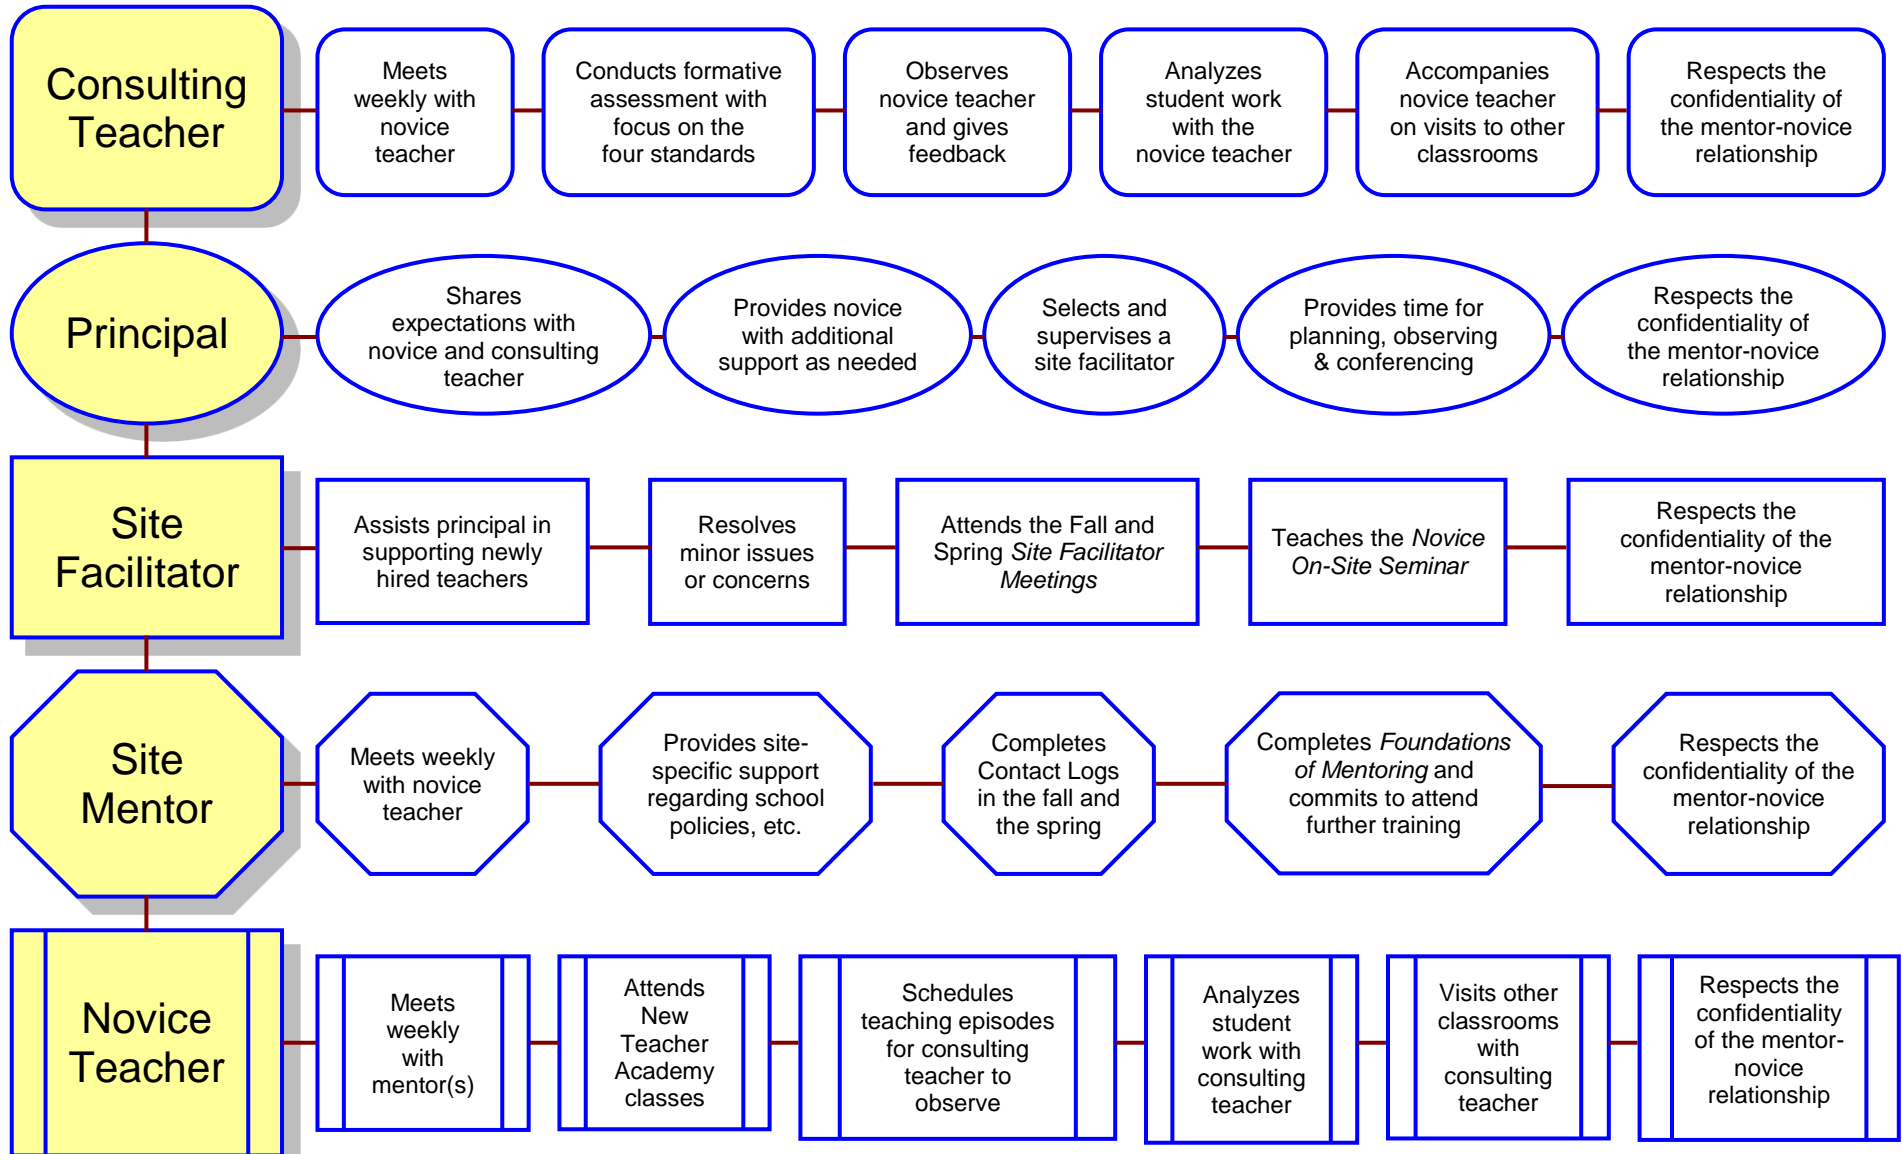 Consulting
Teacher
Meets
weekly with
novice
teacher
Conducts formative
assessment with
focus on the
four standards
Observes
novice teacher
and gives
feedback
Analyzes
student work
with the
novice teacher
Accompanies
novice teacher
on visits to other
classrooms
Respects the
confidentiality of
the mentor-novice
relationship
Principal
Shares
expectations with
novice and consulting
teacher
Provides novice
with additional
support as needed
Selects and
supervises a
site facilitator
Provides time for
planning, observing
& conferencing
Respects the
confidentiality of
the mentor-novice
relationship
Site
Facilitator
Assists principal in
supporting newly
hired teachers
Resolves
minor issues
or concerns
Attends the Fall and
Spring Site Facilitator
Meetings
Teaches the Novice
On-Site Seminar
Respects the
confidentiality of the
mentor-novice
relationship
Site
Mentor
Meets weekly
with novice
teacher
Provides site-
specific support
regarding school
policies, etc.
Completes
Contact Logs
in the fall and
the spring
Completes Foundations
of Mentoring and
commits to attend
further training
Respects the
confidentiality of the
mentor-novice
relationship
Novice
Teacher
Meets
weekly
with
mentor(s)
Attends
New
Teacher
Academy
classes
Schedules
teaching episodes
for consulting
teacher to
observe
Analyzes
student
work with
consulting
teacher
Visits other
classrooms
with
consulting
teacher
Respects the
confidentiality
of the mentor-
novice
relationship